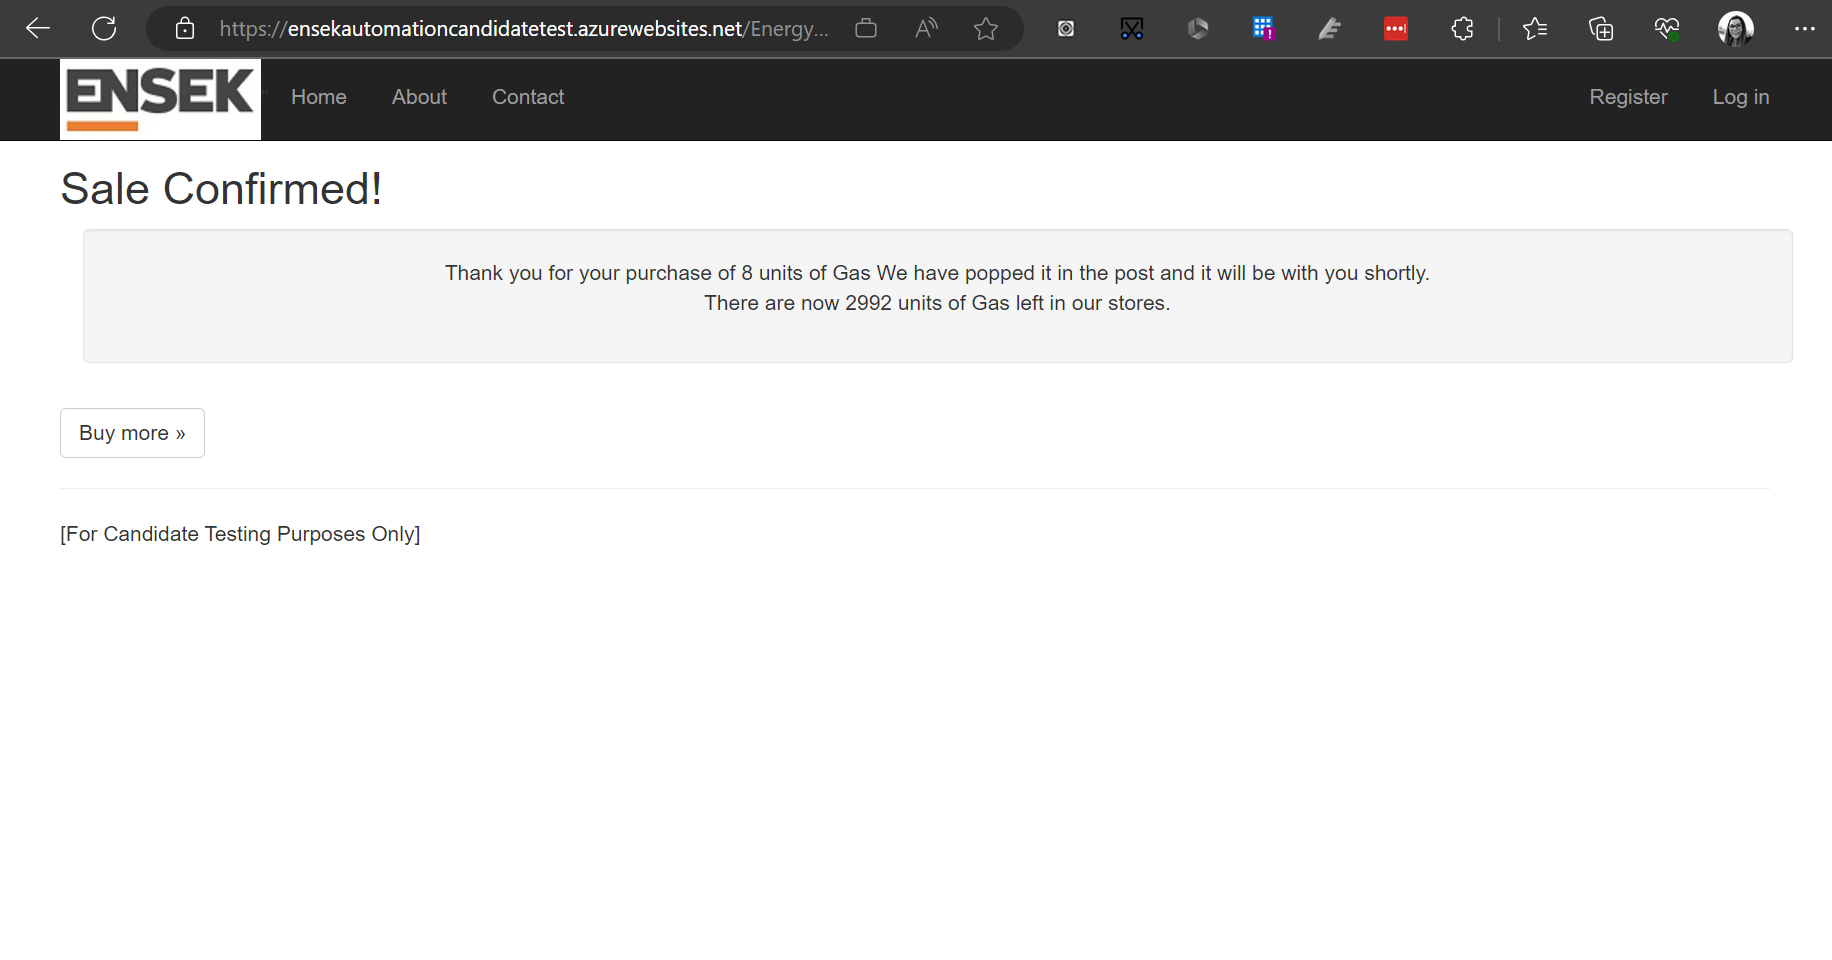 https://ensekautomationcandidatetest.azurewebsites.net/Energy...
ENSEK
Home
About
Contact
Register
Log in
Sale Confirmed!
Thank you for your purchase of 8 units of Gas We have popped it in the post and it will be with you shortly.
There are now 2992 units of Gas left in our stores.
Buy more »
[For Candidate Testing Purposes Only]